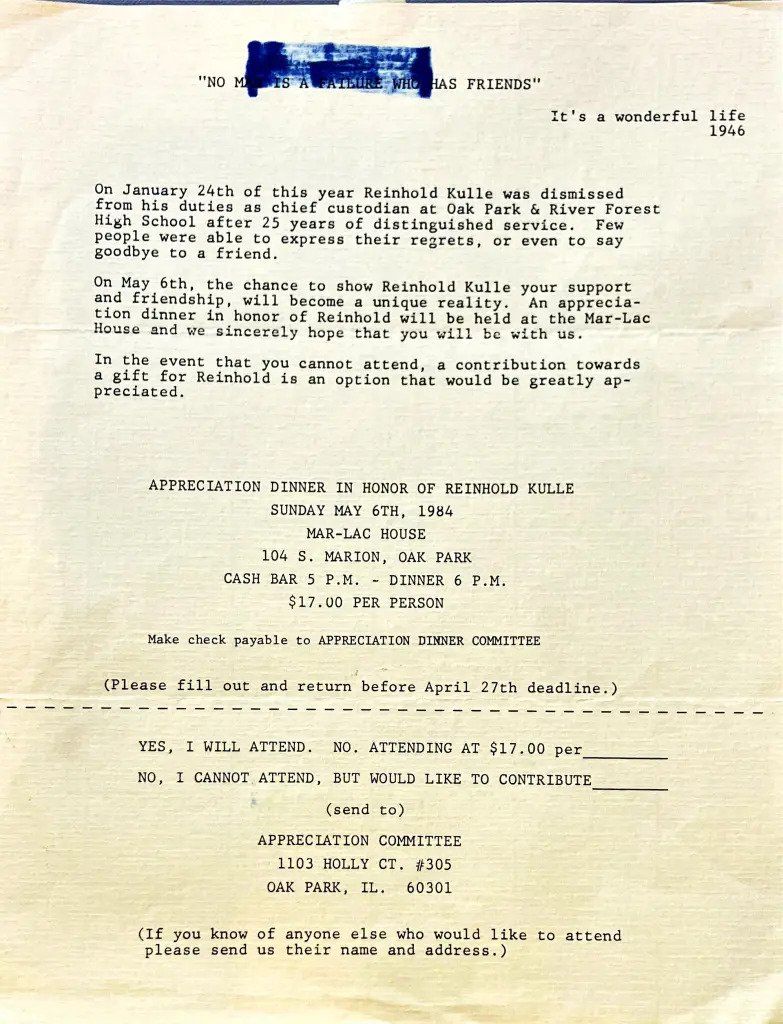 "NO MAN IS A FAILURE WHO HAS FRIENDS"
It's a wonderful life
1946
On January 24th of this year Reinhold Kulle was dismissed
from his duties as chief custodian at Oak Park & River Forest
High School after 25 years of distinguished service. Few
people were able to express their regrets, or even to say
goodbye to a friend.
On May 6th, the chance to show Reinhold Kulle your support
and friendship, will become a unique reality. An apprecia-
tion dinner in honor of Reinhold will be held at the Mar-Lac
House and we sincerely hope that you will be with us.
In the event that you cannot attend, a contribution towards
a gift for Reinhold is an option that would be greatly ap-
preciated.
APPRECIATION DINNER IN HONOR OF REINHOLD KULLE
SUNDAY MAY 6TH, 1984
MAR-LAC HOUSE
104 S. MARION, OAK PARK
CASH BAR 5 P.M. - DINNER 6 P.M.
$17.00 PER PERSON
Make check payable to APPRECIATION DINNER COMMITTEE
(Please fill out and return before April 27th deadline.)
YES, I WILL ATTEND. NO. ATTENDING AT $17.00 per
NO, I CANNOT ATTEND, BUT WOULD LIKE TO CONTRIBUTE
(send to)
APPRECIATION COMMITTEE
1103 HOLLY CT. #305
OAK PARK, IL. 60301
(If you know of anyone else who would like to attend
please send us their name and address.)